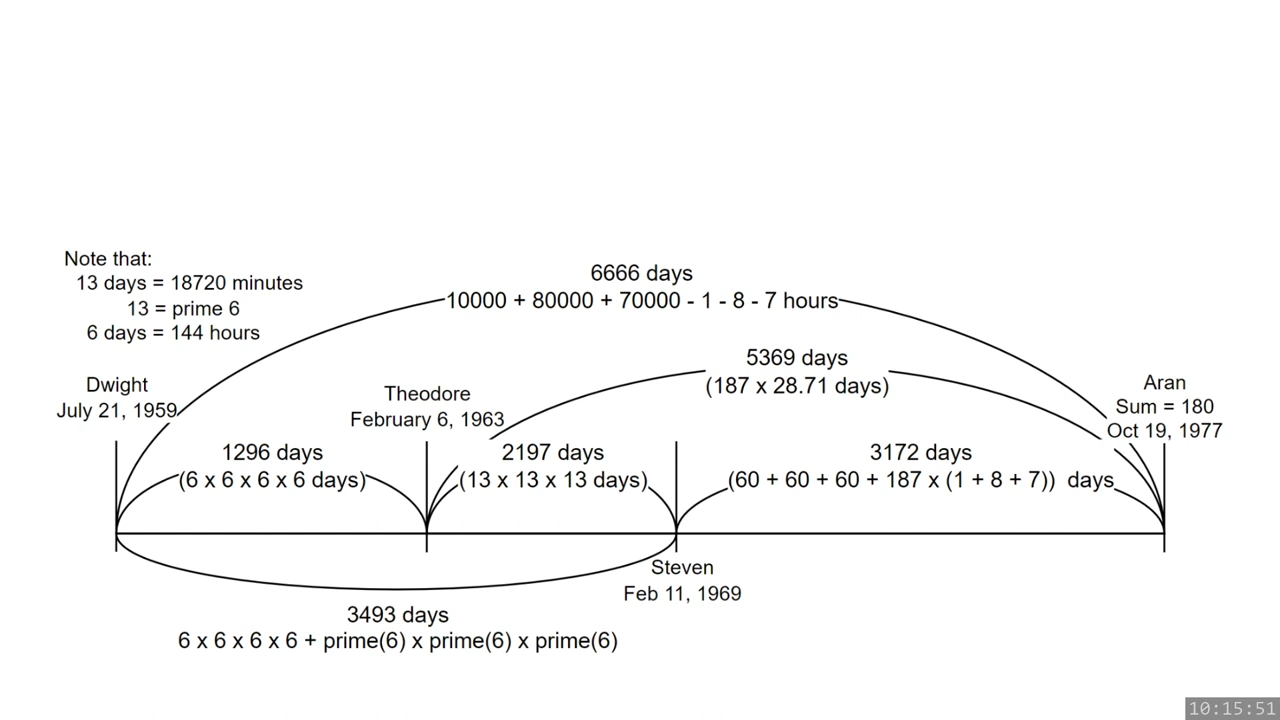 Note that:
13 days = 18720 minutes
13 = prime 6
6 days = 144 hours
6666 days
10000 + 80000 + 70000 - 1 - 8 - 7 hours
5369 days
(187 x 28.71 days)
Dwight
July 21, 1959
Theodore
February 6, 1963
Aran
Sum = 180
Oct 19, 1977
1296 days
(6 x 6 x 6 x 6 days)
2197 days
(13 x 13 x 13 days)
3172 days
(60 + 60 + 60 + 187 x (1 + 8 + 7))  days
Steven
Feb 11, 1969
3493 days
6 x 6 x 6 x 6 + prime(6) x prime(6) x prime(6)
10:15:51